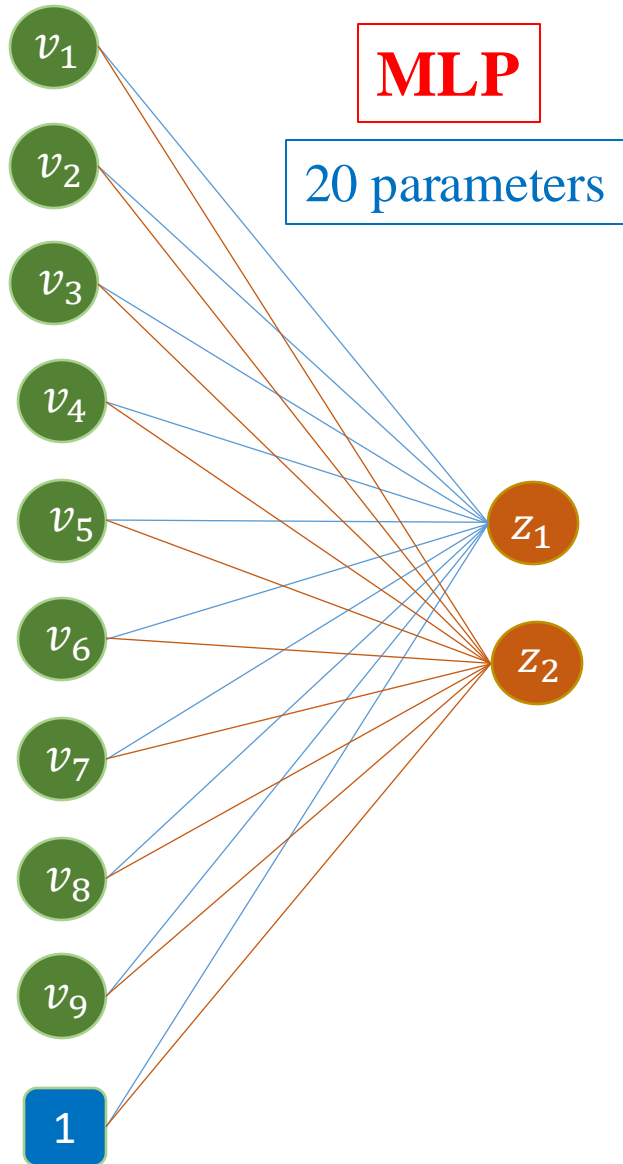 MLP
20 parameters
v₁
v₂
v₃
v₄
v₅
v₆
v₇
v₈
v₉
1
z₁
z₂